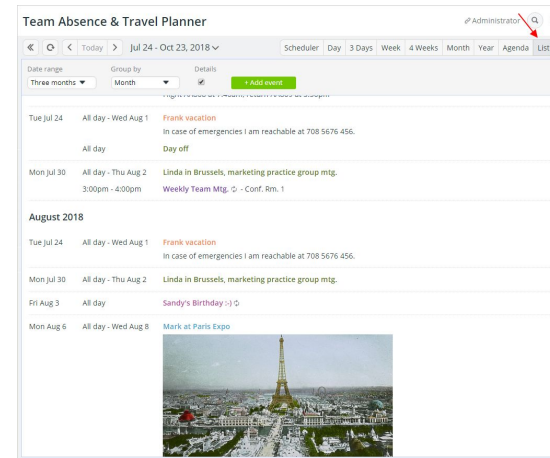 Team Absence & Travel Planner
Administrator
Today Jul 24 - Oct 23, 2018
Scheduler Day 3 Days Week 4 Weeks Month Year Agenda List
Date range Group by Details
Three months Month + Add event
Tue Jul 24 All day - Wed Aug 1 Frank vacation
In case of emergencies I am reachable at 708 5676 456.
All day Day off
Mon Jul 30 All day - Thu Aug 2 Linda in Brussels, marketing practice group mtg.
3:00pm - 4:00pm Weekly Team Mtg. - Conf. Rm. 1
August 2018
Tue Jul 24 All day - Wed Aug 1 Frank vacation
In case of emergencies I am reachable at 708 5676 456.
Mon Jul 30 All day - Thu Aug 2 Linda in Brussels, marketing practice group mtg.
Fri Aug 3 All day Sandy's Birthday :-)
Mon Aug 6 All day - Wed Aug 8 Mark at Paris Expo